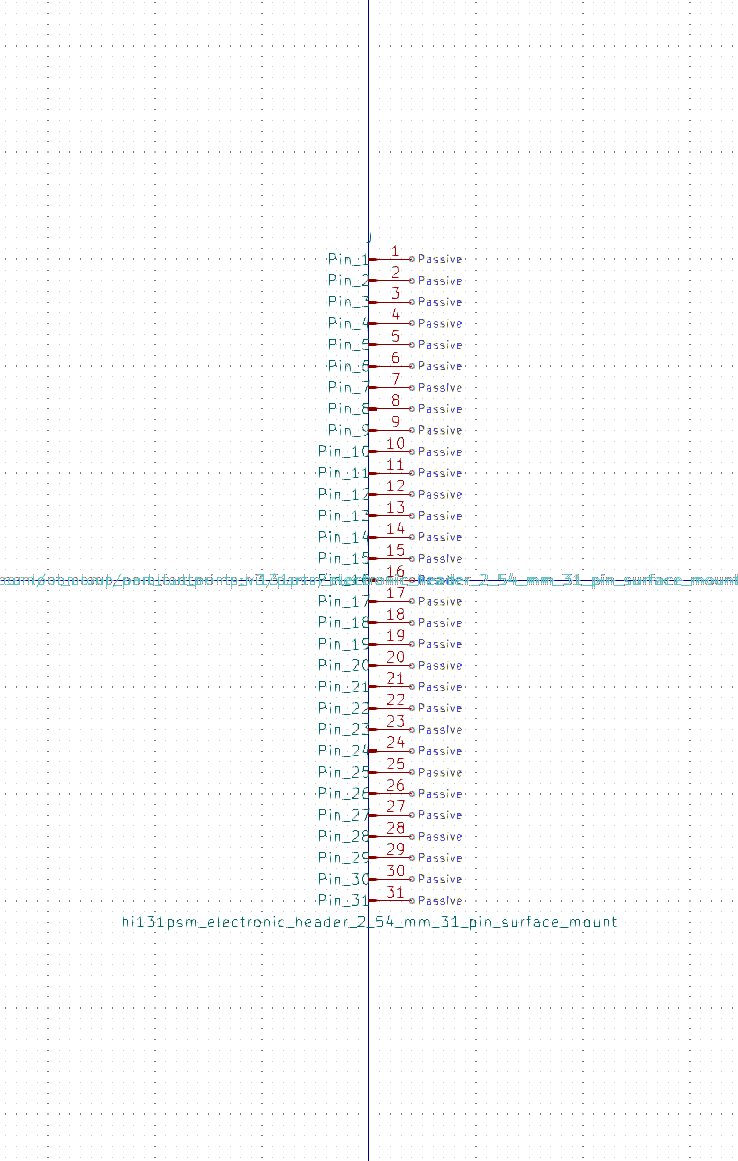 J
Pin_1 1 Passive
Pin_2 2 Passive
Pin_3 3 Passive
Pin_4 4 Passive
Pin_5 5 Passive
Pin_6 6 Passive
Pin_7 7 Passive
Pin_8 8 Passive
Pin_9 9 Passive
Pin_10 10 Passive
Pin_11 11 Passive
Pin_12 12 Passive
Pin_13 13 Passive
Pin_14 14 Passive
Pin_15 15 Passive
16 header_2_54_mm_31_pin_surface_mount
Pin_17 17 Passive
Pin_18 18 Passive
Pin_19 19 Passive
Pin_20 20 Passive
Pin_21 21 Passive
Pin_22 22 Passive
Pin_23 23 Passive
Pin_24 24 Passive
Pin_25 25 Passive
Pin_26 26 Passive
Pin_27 27 Passive
Pin_28 28 Passive
Pin_29 29 Passive
Pin_30 30 Passive
Pin_31 31 Passive
hi131psm_electronic_header_2_54_mm_31_pin_surface_mount